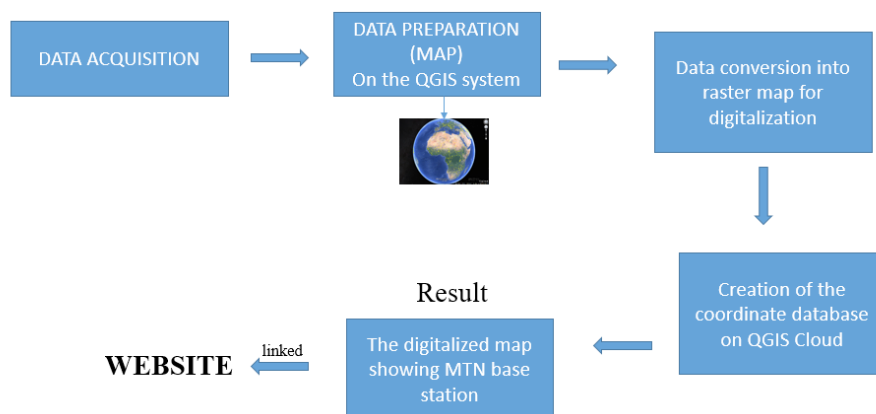 DATA ACQUISITION
DATA PREPARATION
(MAP)
On the QGIS system
Data conversion into
raster map for
digitalization
Creation of the
coordinate database
on QGIS Cloud
Result
The digitalized map
showing MTN base
station
linked
WEBSITE